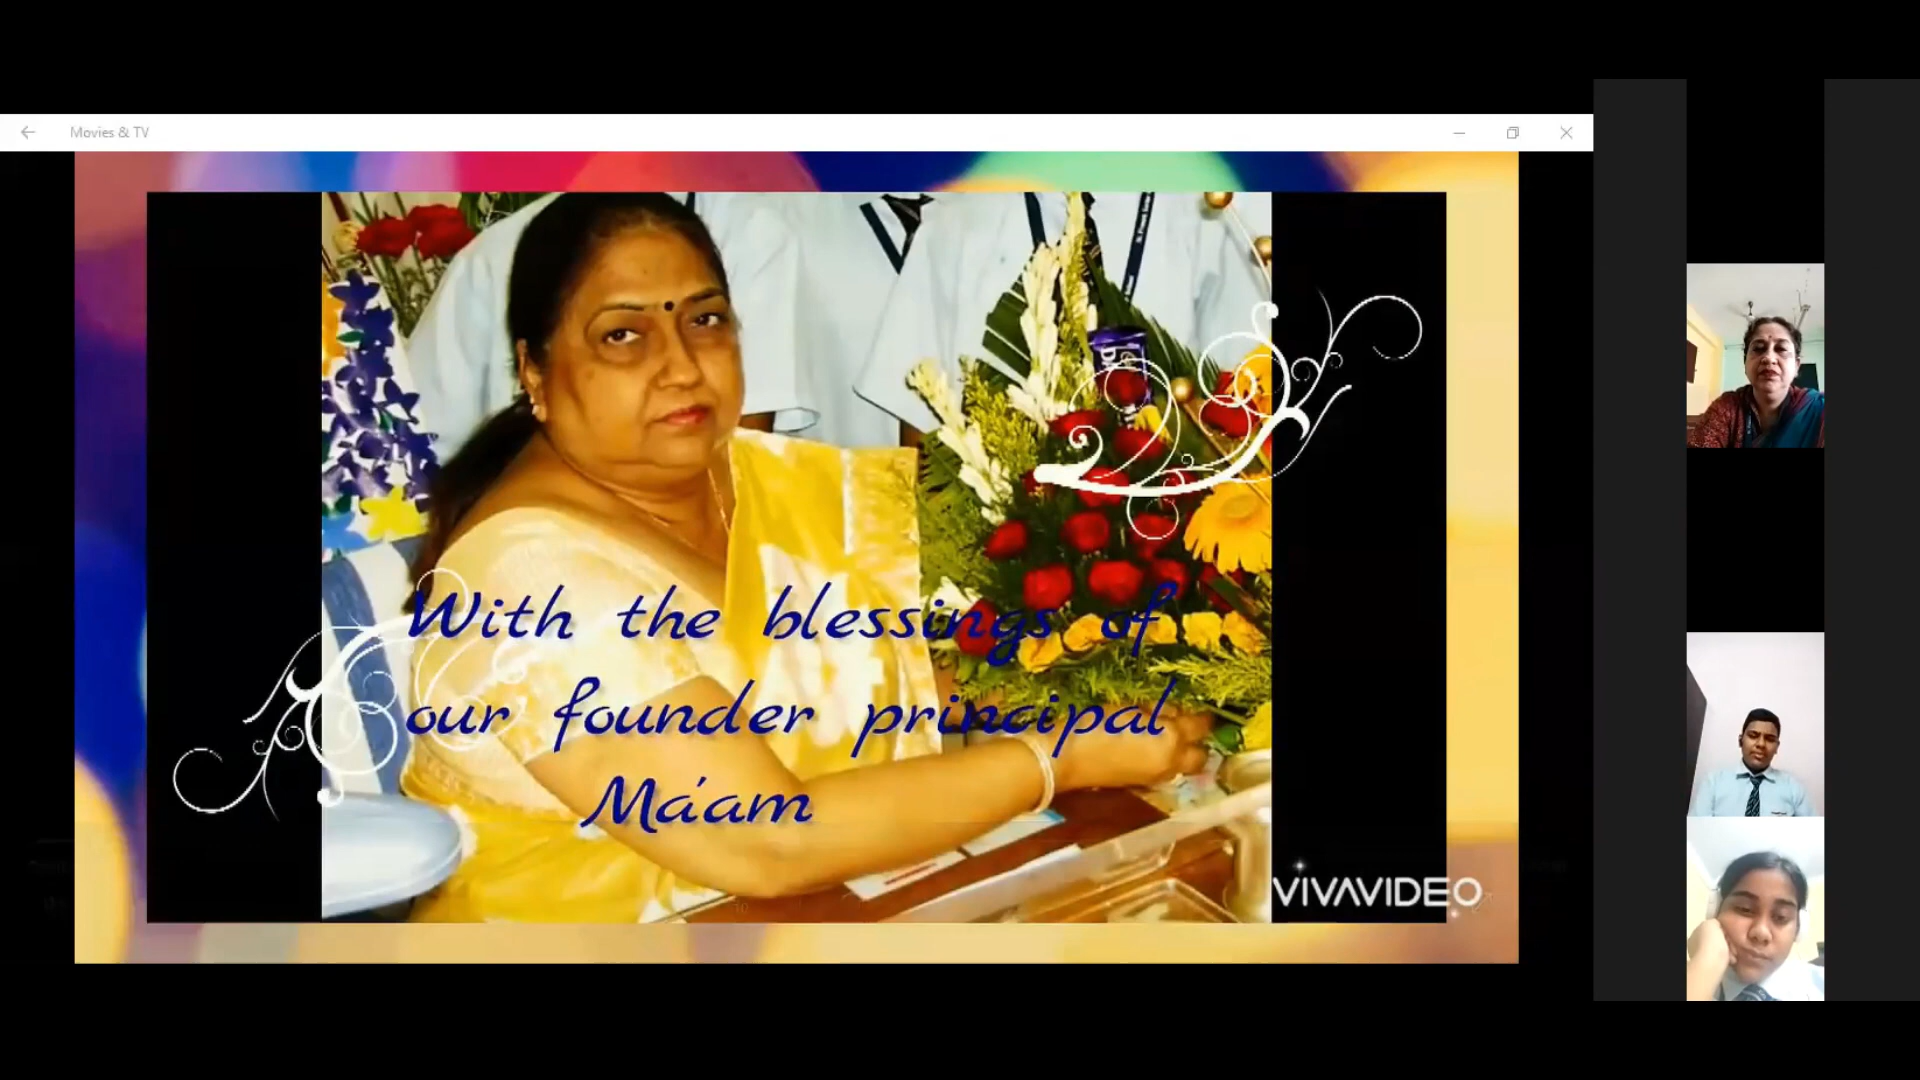 Movies & TV
With the blessings of
our founder principal
Ma'am
VIVAVIDEO